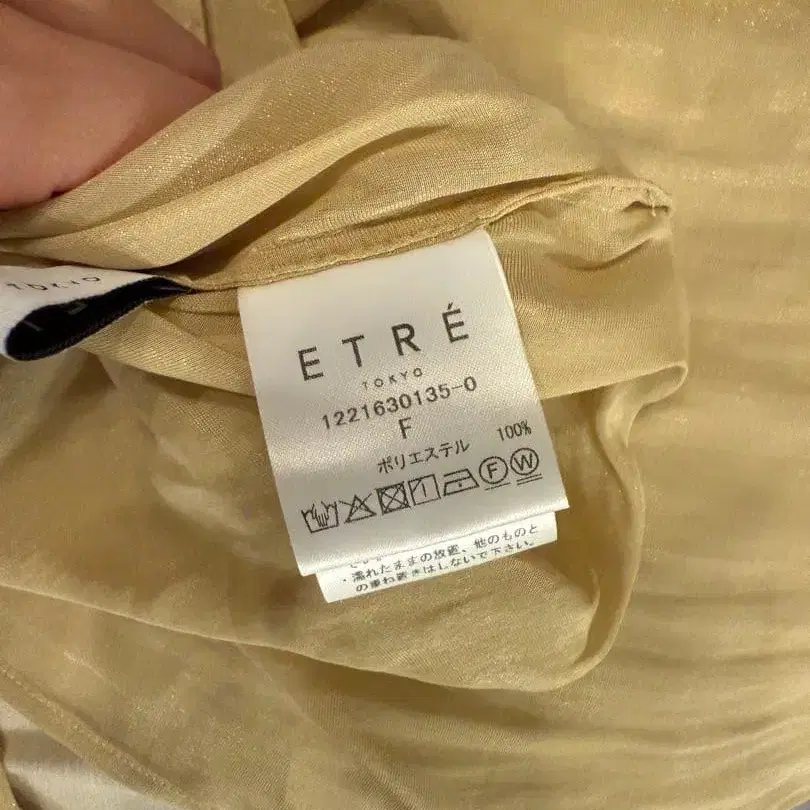 TOKYO
ETRÉ
TOKYO
1221630135-0
F
ポリエステル 100%
F W
・濡れたままの放置、他のものと
の重ね置きはしないで下さい。